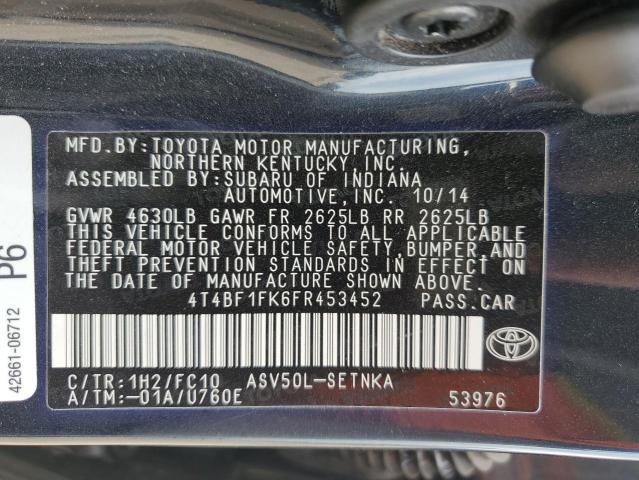 MFD.BY:TOYOTA MOTOR MANUFACTURING,
NORTHERN KENTUCKY,INC.
ASSEMBLED BY:SUBARU OF INDIANA
AUTOMOTIVE,INC. 10/14
GVWR 4630LB GAWR FR 2625LB RR 2625LB
THIS VEHICLE CONFORMS TO ALL APPLICABLE
FEDERAL MOTOR VEHICLE SAFETY,BUMPER,AND
THEFT PREVENTION STANDARDS IN EFFECT ON
THE DATE OF MANUFACTURE SHOWN ABOVE.
4T4BF1FK6FR453452 PASS.CAR
C/TR:1H2/FC10 ASV50L-SETNKA
A/TM:-01A/U760E 53976
P6
42661-06712